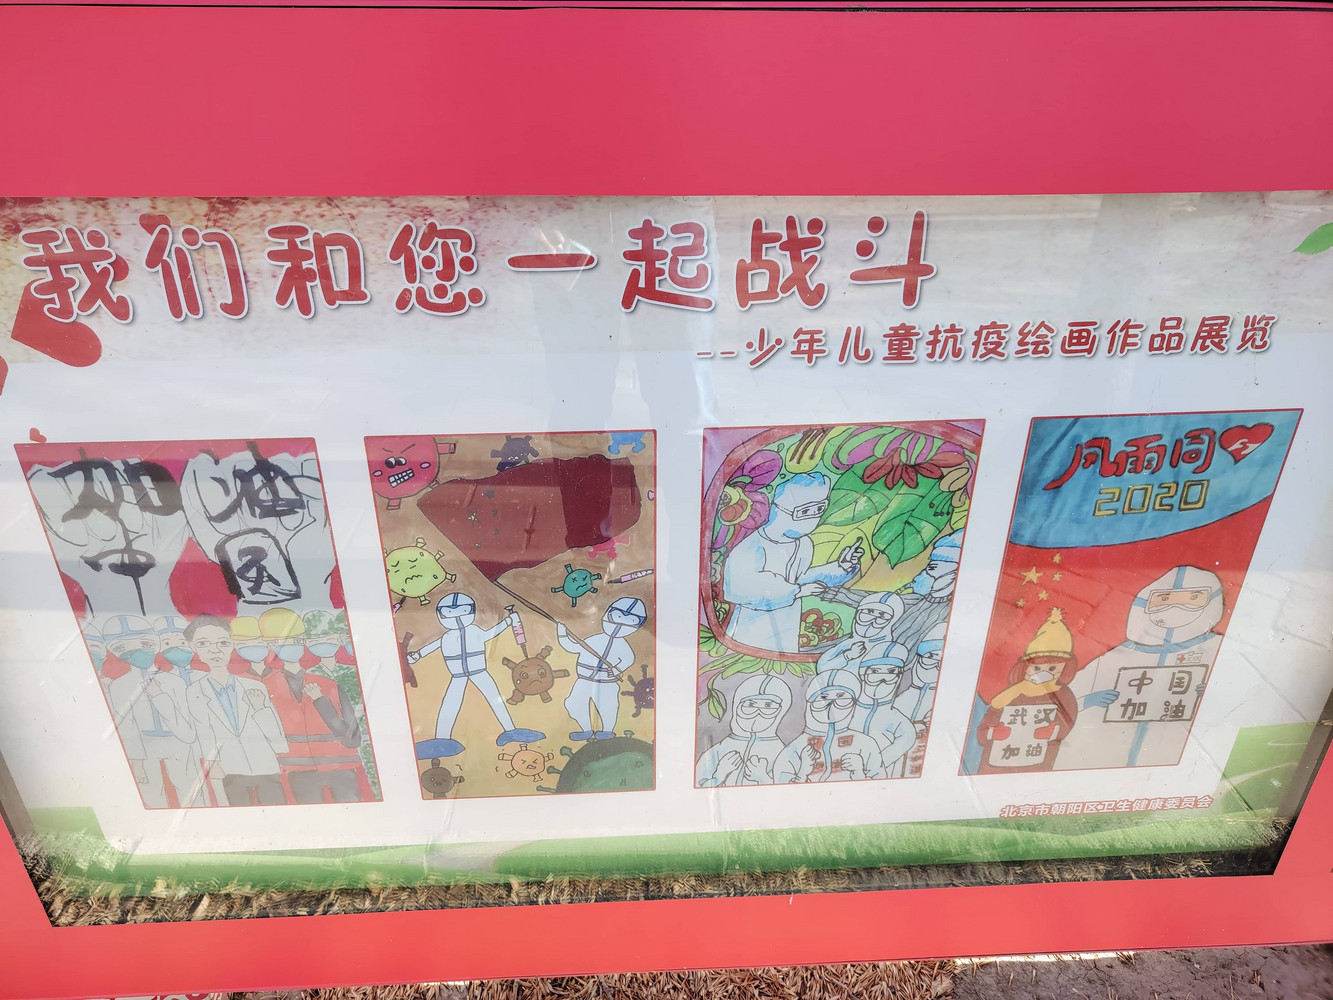 我们和您一起战斗
--少年儿童抗疫绘画作品展览
加油
中国
风雨同心
2020
武汉
加油
中国
加油
北京市朝阳区卫生健康委员会